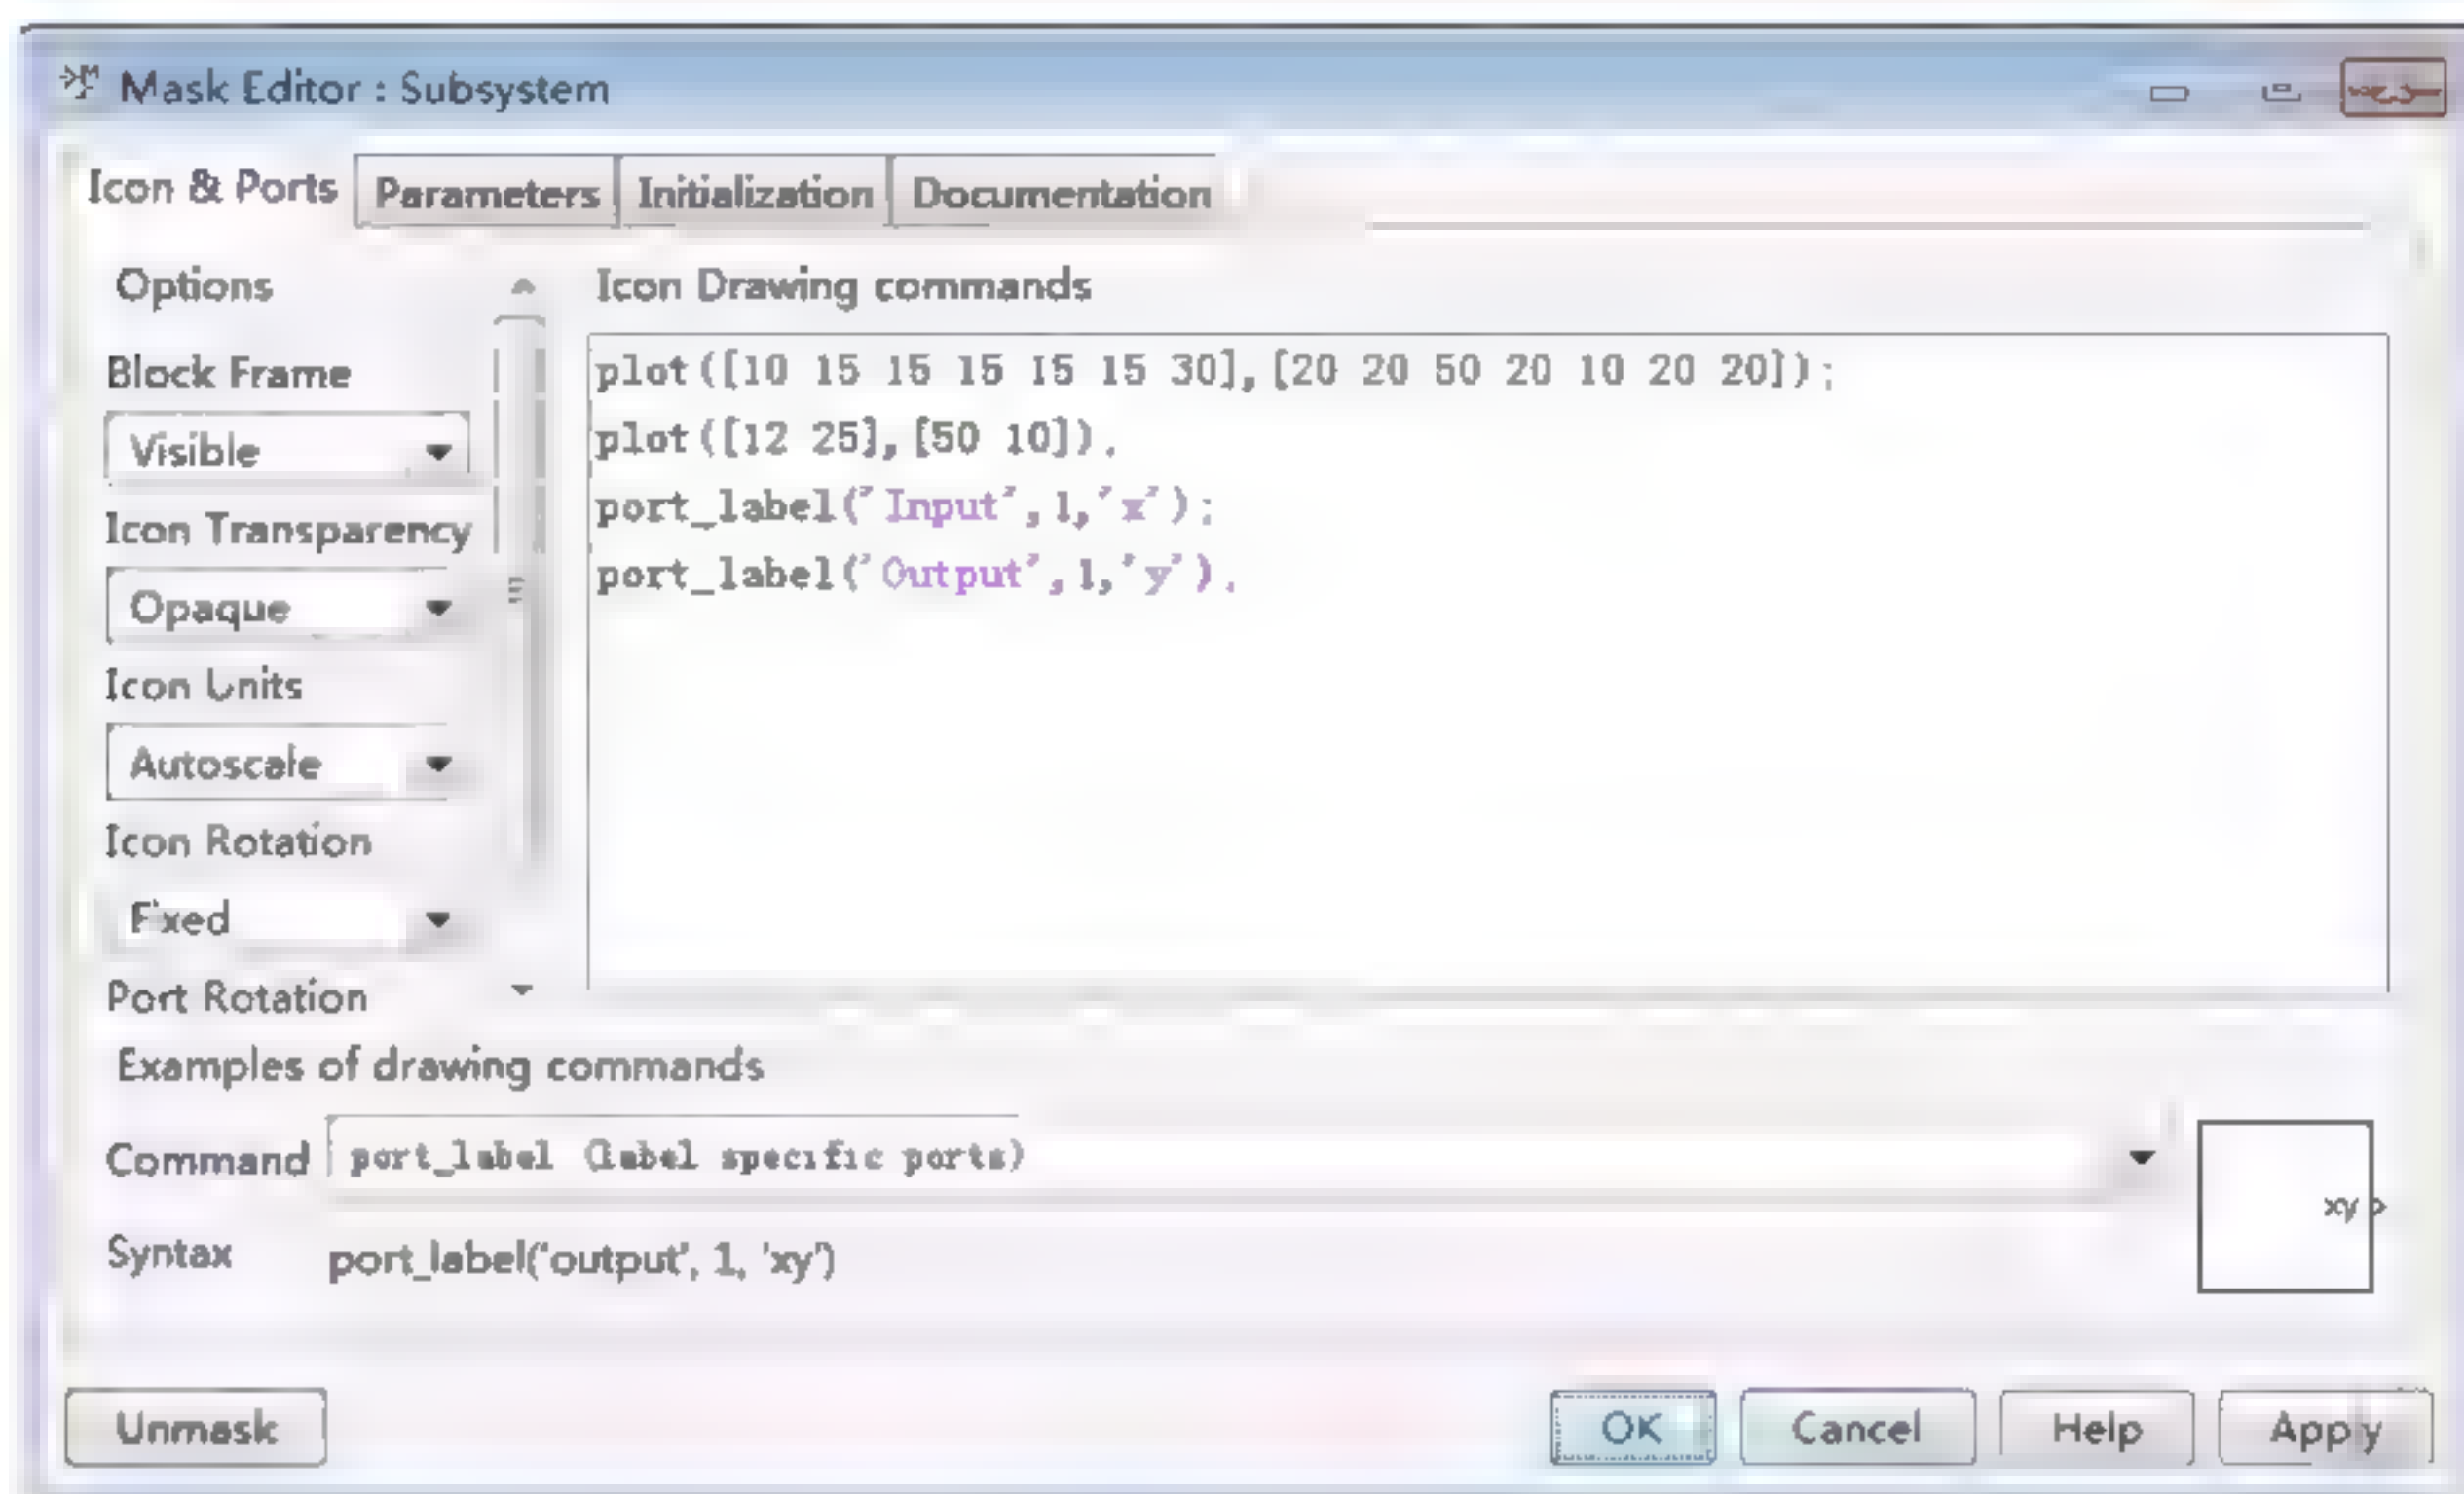 Mask Editor : Subsystem
Icon & Ports Parameters Initialization Documentation
Options
Block Frame
Visible
Icon Transparency
Opaque
Icon Units
Autoscale
Icon Rotation
Fixed
Port Rotation
Icon Drawing commands
plot([10 15 15 15 15 15 30],[20 20 50 20 10 20 20]);
plot([12 25],[50 10]);
port_label('Input',1,'x');
port_label('Output',1,'y');
Examples of drawing commands
Command port_label (label specific ports)
xy
Syntax port_label('output', 1, 'xy')
Unmask OK Cancel Help Apply